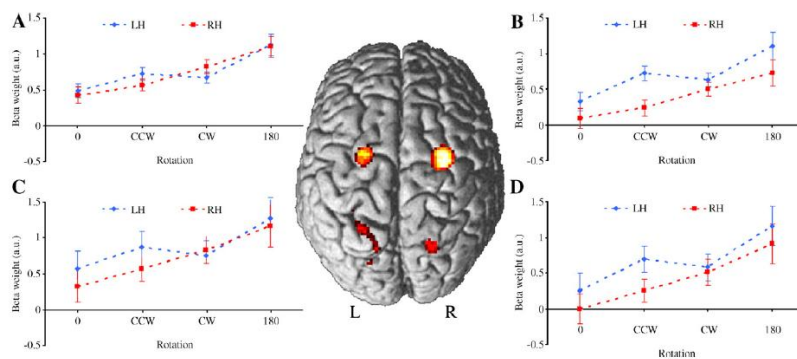 A
LH RH
Beta weight (a.u.)
1.5
1
0.5
0
-0.5
0 CCW CW 180
Rotation
B
LH RH
Beta weight (a.u.)
1.5
1
0.5
0
-0.5
0 CCW CW 180
Rotation
C
LH RH
Beta weight (a.u.)
1.5
1
0.5
0
-0.5
0 CCW CW 180
Rotation
D
LH RH
Beta weight (a.u.)
1.5
1
0.5
0
-0.5
0 CCW CW 180
Rotation
L R